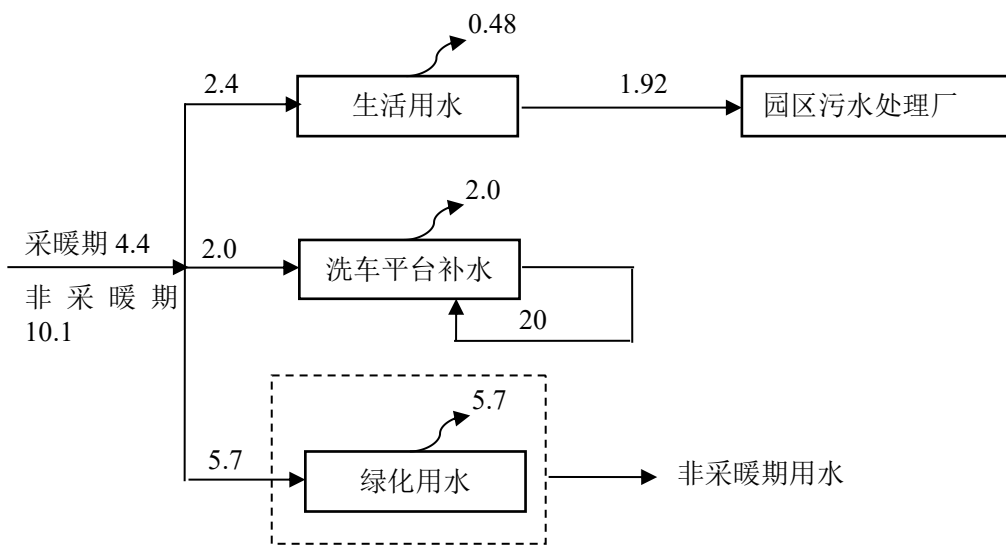 0.48
2.4
生活用水
1.92
园区污水处理厂
2.0
采暖期 4.4
2.0
洗车平台补水
非采暖期
10.1
20
5.7
5.7
绿化用水
非采暖期用水